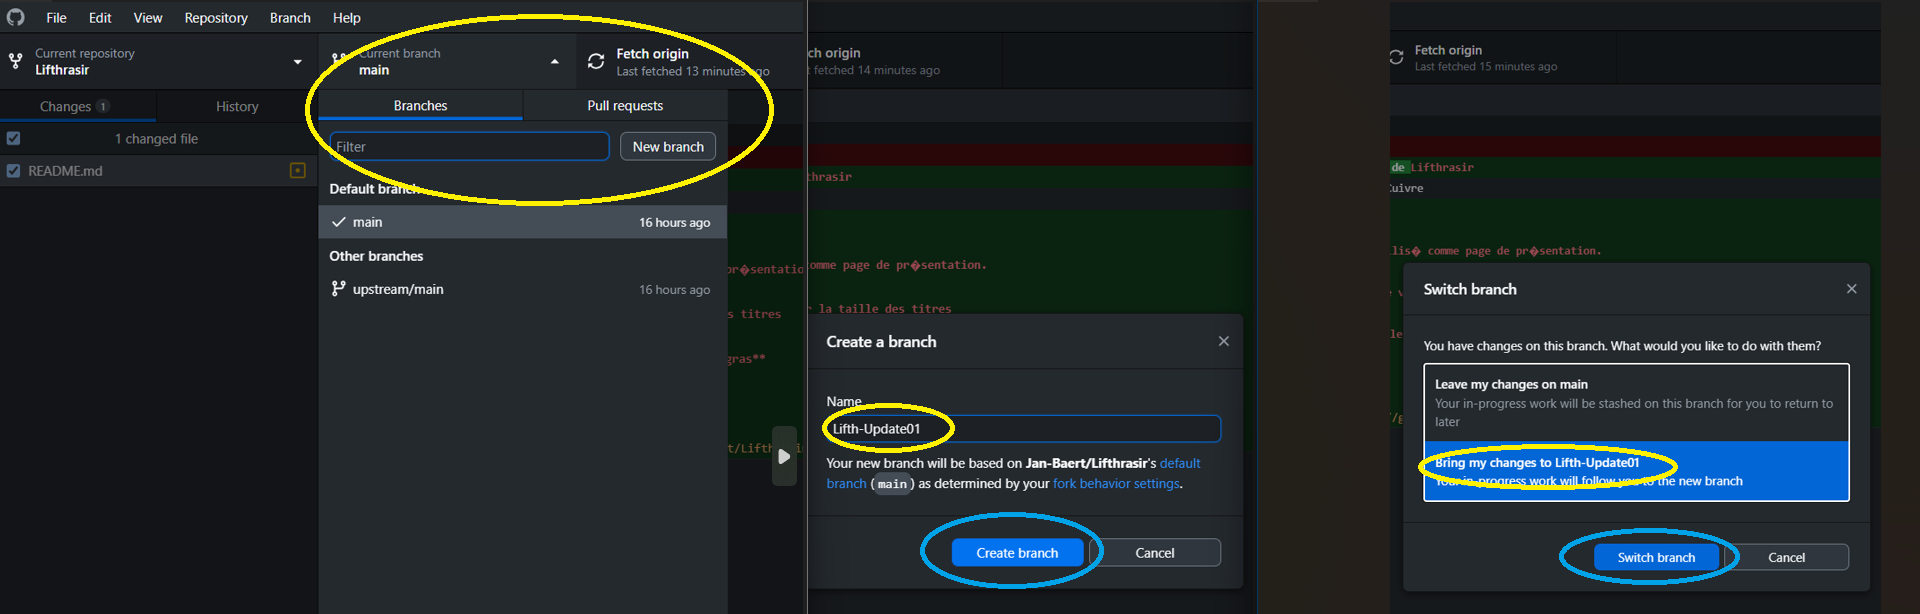 File Edit View Repository Branch Help
Current repository
Lifthrasir
Current branch
main
Fetch origin
Last fetched 13 minutes ago
Changes 1
History
Branches
Pull requests
1 changed file
Filter
New branch
README.md
Default branch
main
16 hours ago
Other branches
upstream/main
16 hours ago
pr�sentatio
s titres
gras**
t/Lifth
ch origin
t fetched 14 minutes ago
hrasir
omme page de pr�sentation.
la taille des titres
Create a branch
Name
Lifth-Update01
Your new branch will be based on Jan-Baert/Lifthrasir's default
branch (main) as determined by your fork behavior settings.
Create branch
Cancel
Fetch origin
Last fetched 15 minutes ago
de Lifthrasir
Cuivre
lis� comme page de pr�sentation.
v
le
/g
Switch branch
You have changes on this branch. What would you like to do with them?
Leave my changes on main
Your in-progress work will be stashed on this branch for you to return to
later
Bring my changes to Lifth-Update01
Your in-progress work will follow you to the new branch
Switch branch
Cancel